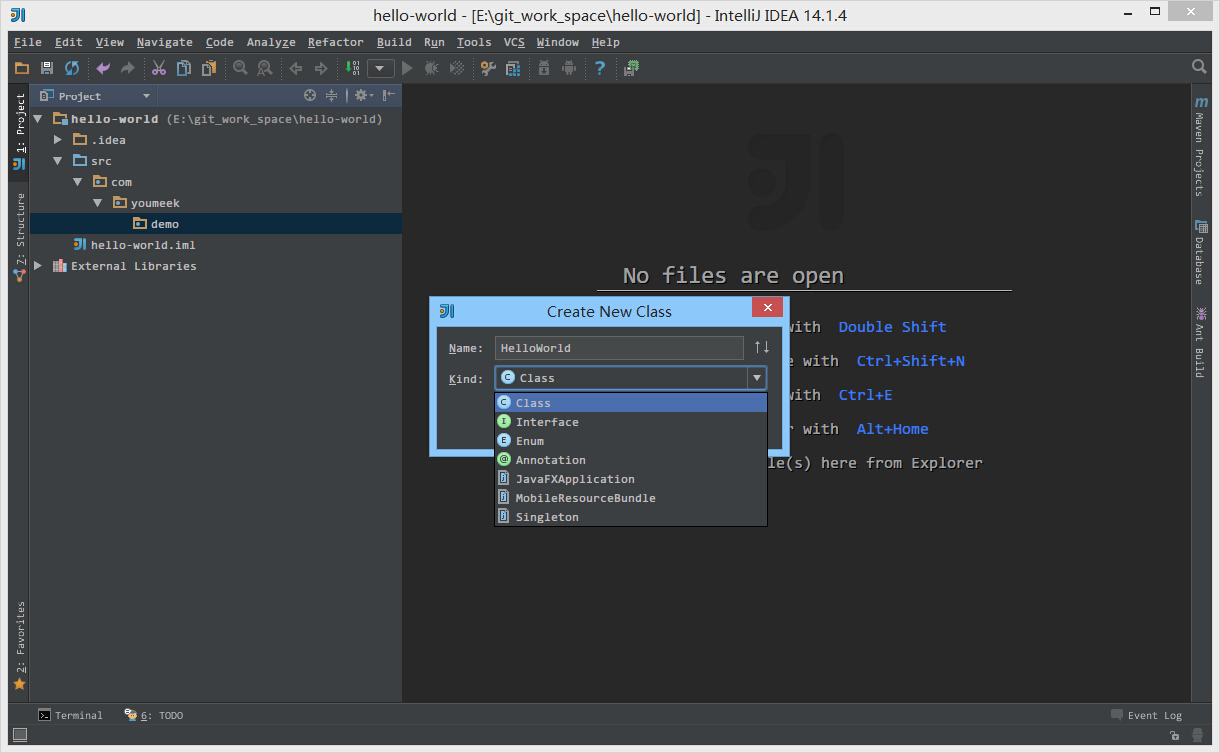 hello-world - [E:\git_work_space\hello-world] - IntelliJ IDEA 14.1.4
File Edit View Navigate Code Analyze Refactor Build Run Tools VCS Window Help
Project
1: Project
7: Structure
2: Favorites
hello-world (E:\git_work_space\hello-world)
.idea
src
com
youmeek
demo
hello-world.iml
External Libraries
No files are open
with Double Shift
with Ctrl+Shift+N
with Ctrl+E
with Alt+Home
here from Explorer
Create New Class
Name: HelloWorld
Kind: Class
Class
Interface
Enum
Annotation
JavaFXApplication
MobileResourceBundle
Singleton
Maven Projects
Database
Ant Build
Terminal 6: TODO Event Log